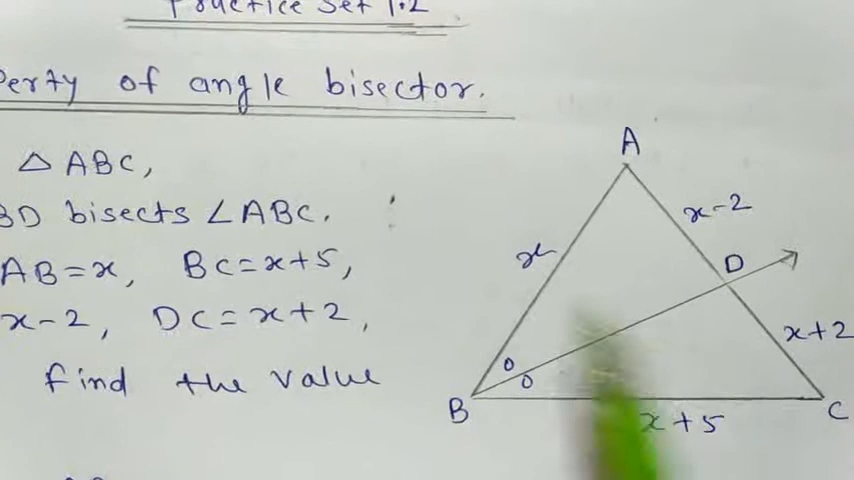 Practice Set 1.2
Perty of angle bisector.
△ ABC,
BD bisects ∠ABC.
AB=x, BC=x+5,
x-2, DC=x+2,
find the value
A
x-2
x
D
x+2
B
x+5
C